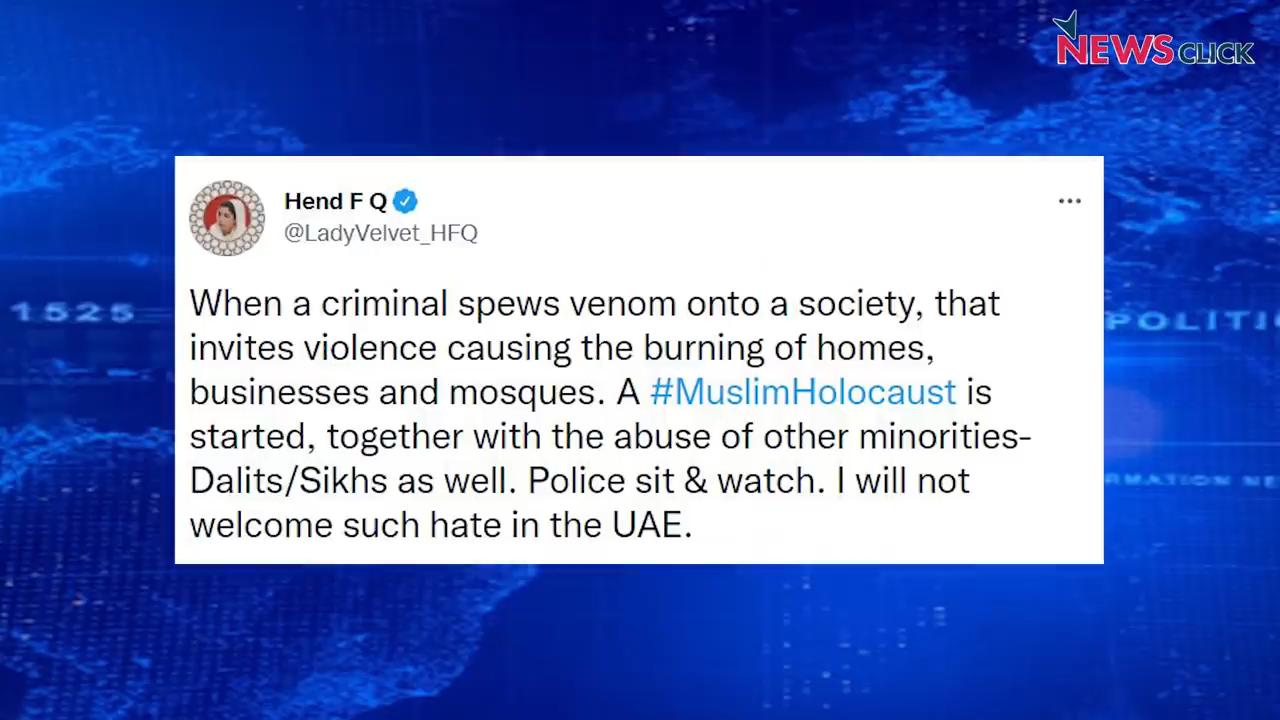 NEWSCLICK
Hend F Q
@LadyVelvet_HFQ
When a criminal spews venom onto a society, that
invites violence causing the burning of homes,
businesses and mosques. A #MuslimHolocaust is
started, together with the abuse of other minorities-
Dalits/Sikhs as well. Police sit & watch. I will not
welcome such hate in the UAE.
1525
POLITI
RMATION NE